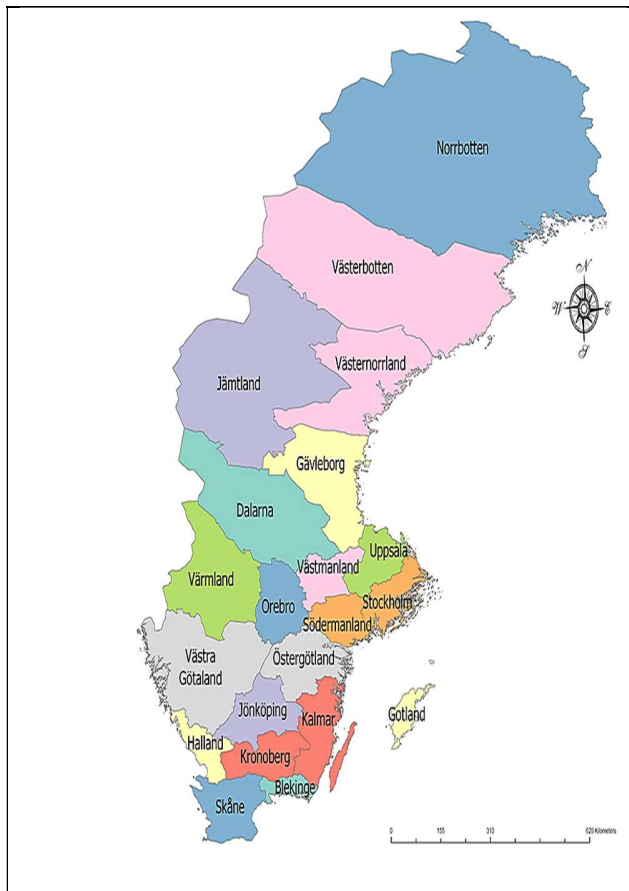 Norrbotten
Västerbotten
N
W E
S
Västernorrland
Jämtland
Gävleborg
Dalarna
Uppsala
Västmanland
Värmland
Stockholm
Orebro
Södermanland
Västra
Götaland
Östergötland
Jönköping
Kalmar
Gotland
Halland
Kronoberg
Blekinge
Skåne
0 155 310 620 Kilometers